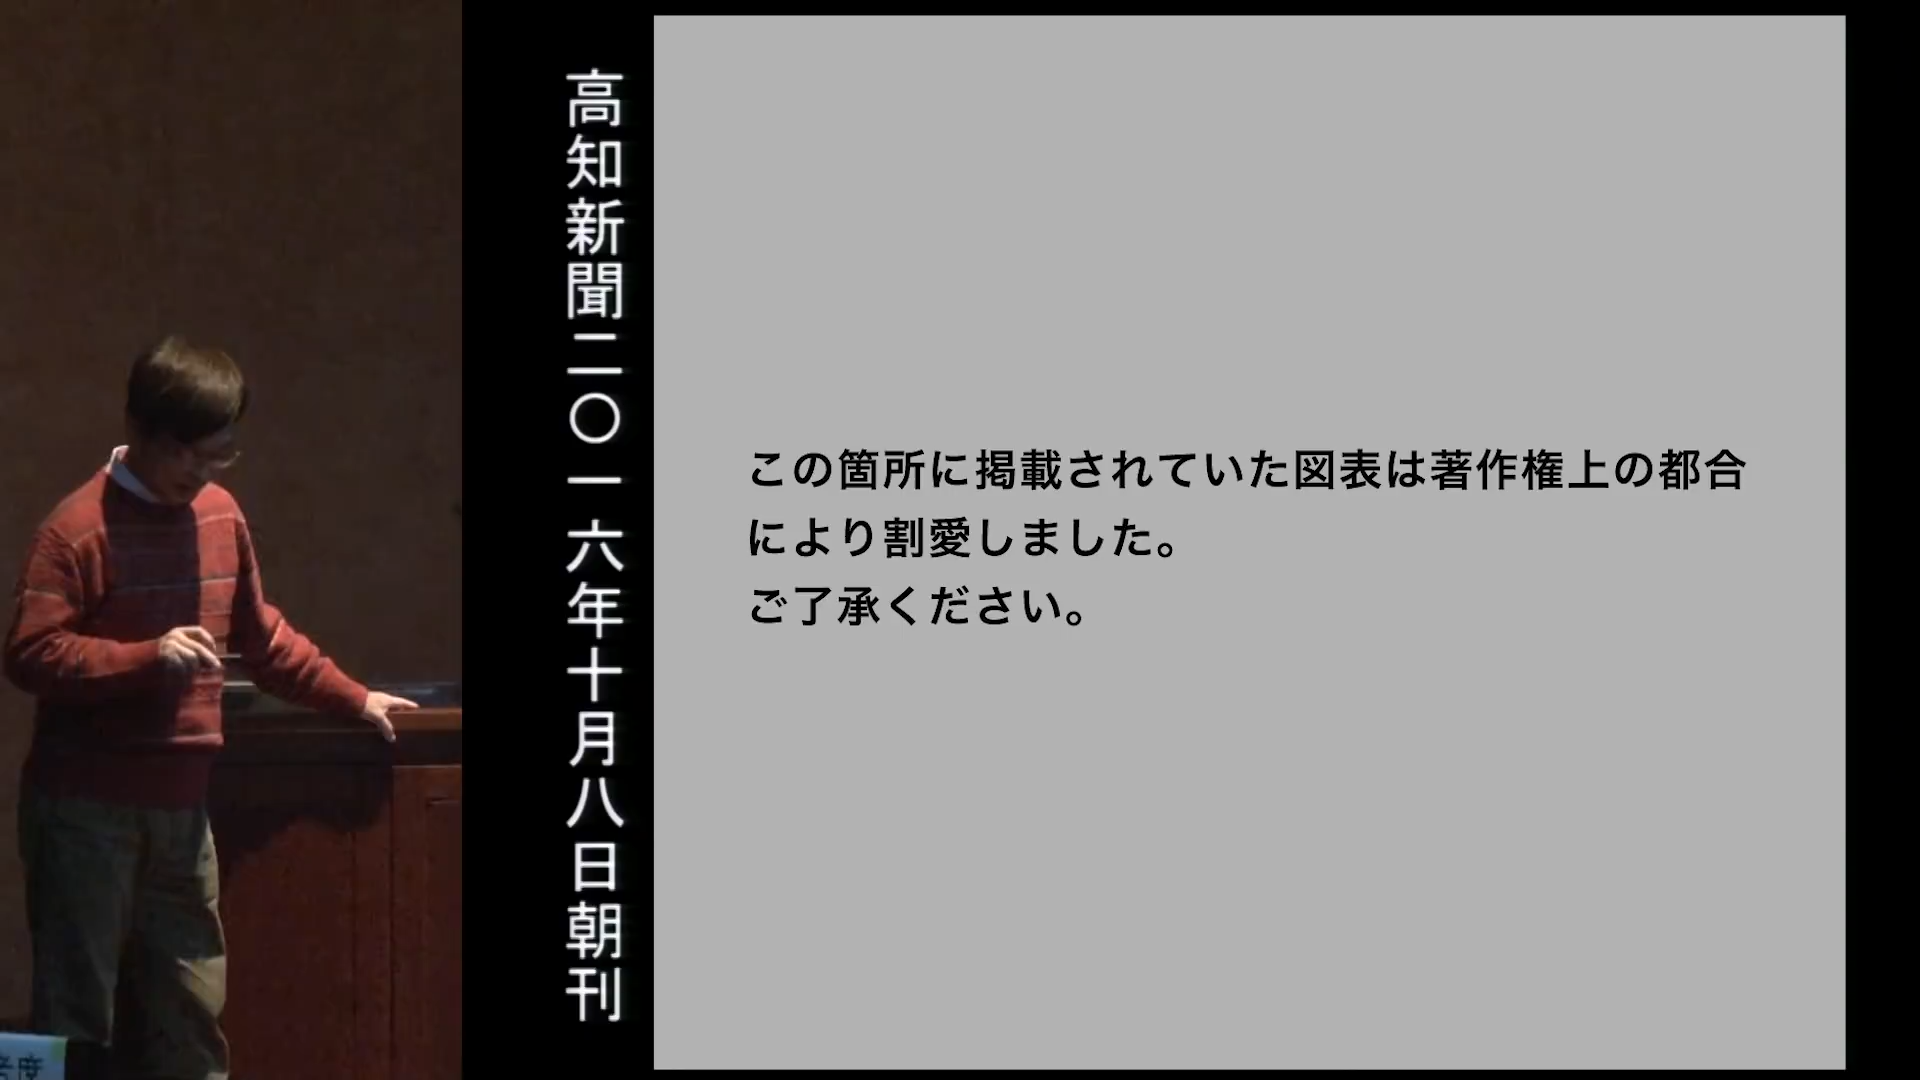 高知新聞二〇一六年十月八日朝刊
この箇所に掲載されていた図表は著作権上の都合
により割愛しました。
ご了承ください。